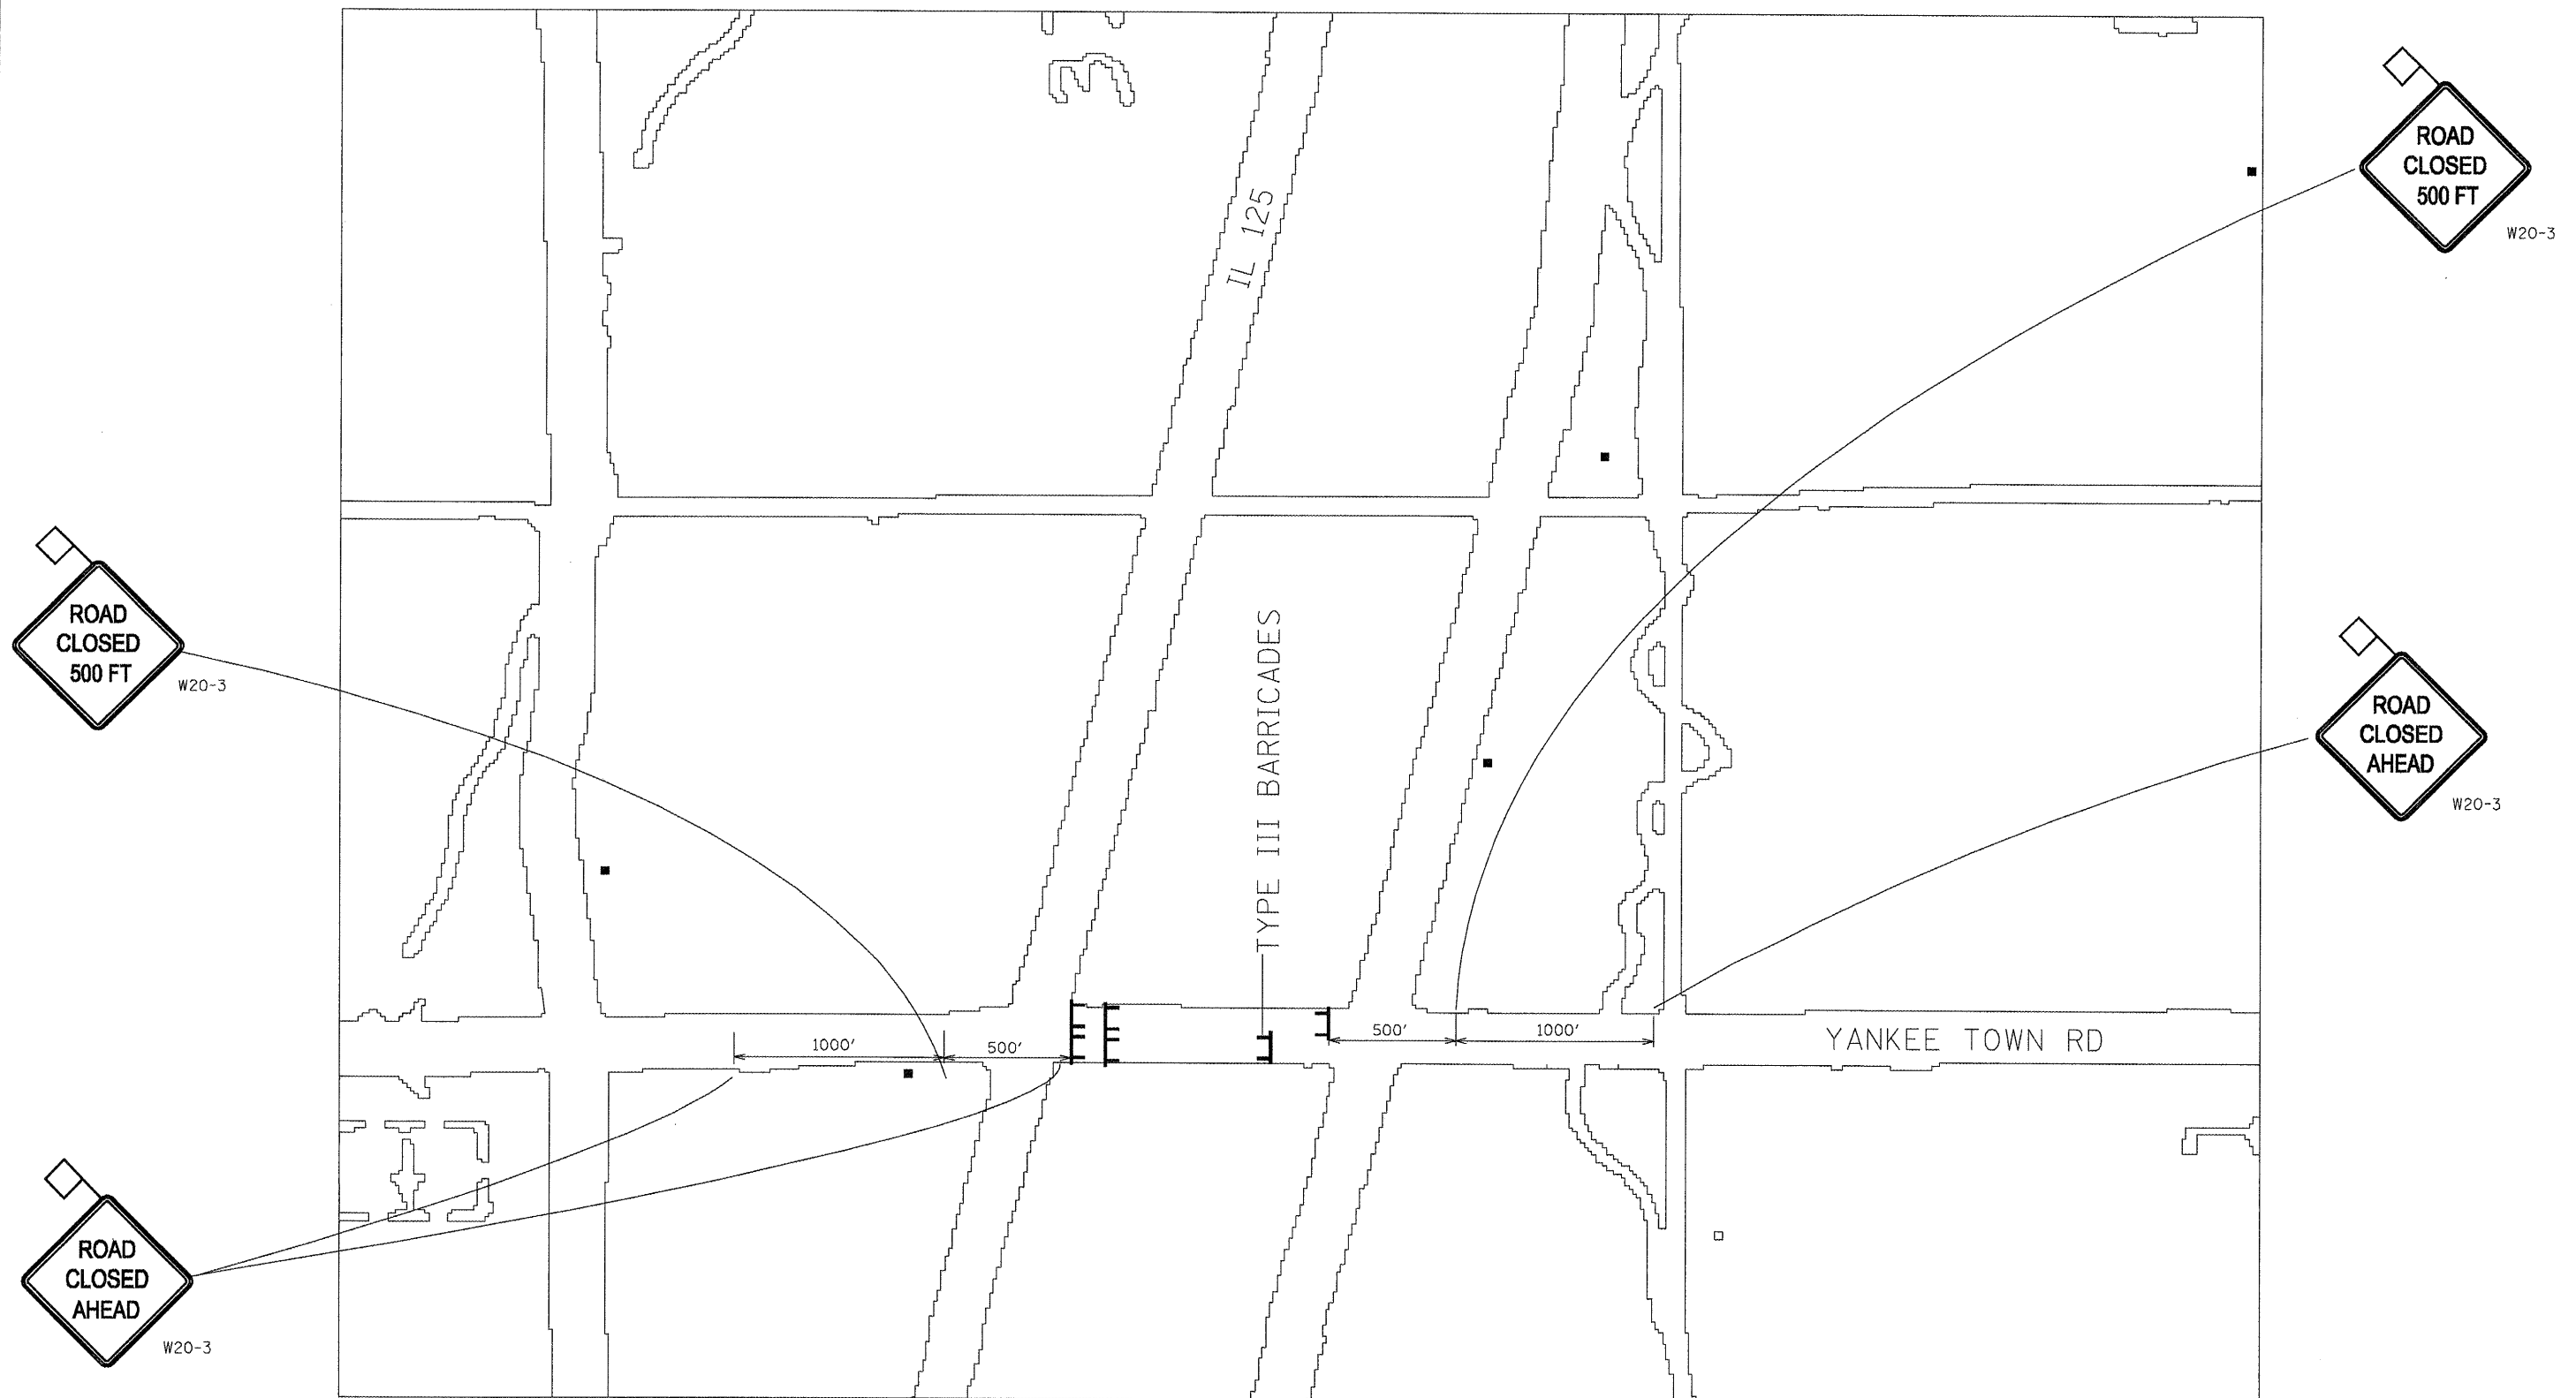 ROAD
CLOSED
500 FT
W20-3
IL 125
ROAD
CLOSED
500 FT
W20-3
TYPE III BARRICADES
ROAD
CLOSED
AHEAD
W20-3
1000'
500'
500'
1000'
YANKEE TOWN RD
ROAD
CLOSED
AHEAD
W20-3